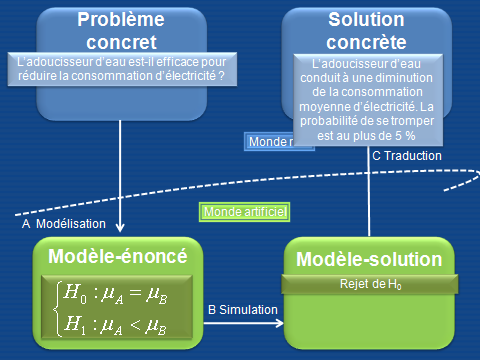 Problème
concret
L'adoucisseur d'eau est-il efficace pour
réduire la consommation d'électricité ?
Solution
concrète
L'adoucisseur d'eau
conduit à une diminution
de la consommation
moyenne d'électricité. La
probabilité de se tromper
est au plus de 5 %
Monde r
C Traduction
A Modélisation
Monde artificiel
Modèle-énoncé
H₀ : μ_A = μ_B
H₁ : μ_A < μ_B
B Simulation
Modèle-solution
Rejet de H₀